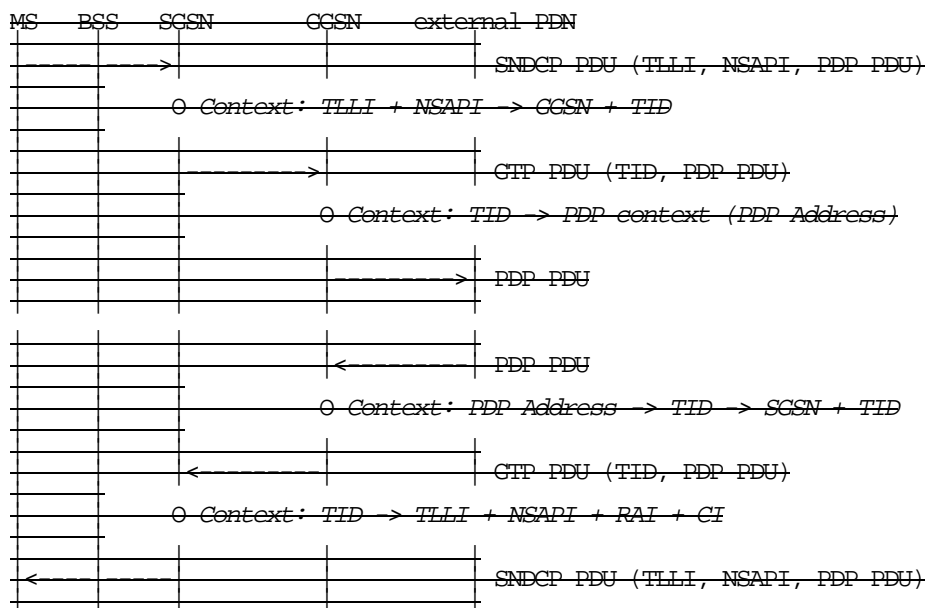 MS BSS SGSN GGSN external PDN
SNDCP PDU (TLLI, NSAPI, PDP PDU)
O Context: TLLI + NSAPI -> GGSN + TID
GTP PDU (TID, PDP PDU)
O Context: TID -> PDP context (PDP Address)
PDP PDU
PDP PDU
O Context: PDP Address -> TID -> SGSN + TID
GTP PDU (TID, PDP PDU)
O Context: TID -> TLLI + NSAPI + RAI + CI
SNDCP PDU (TLLI, NSAPI, PDP PDU)